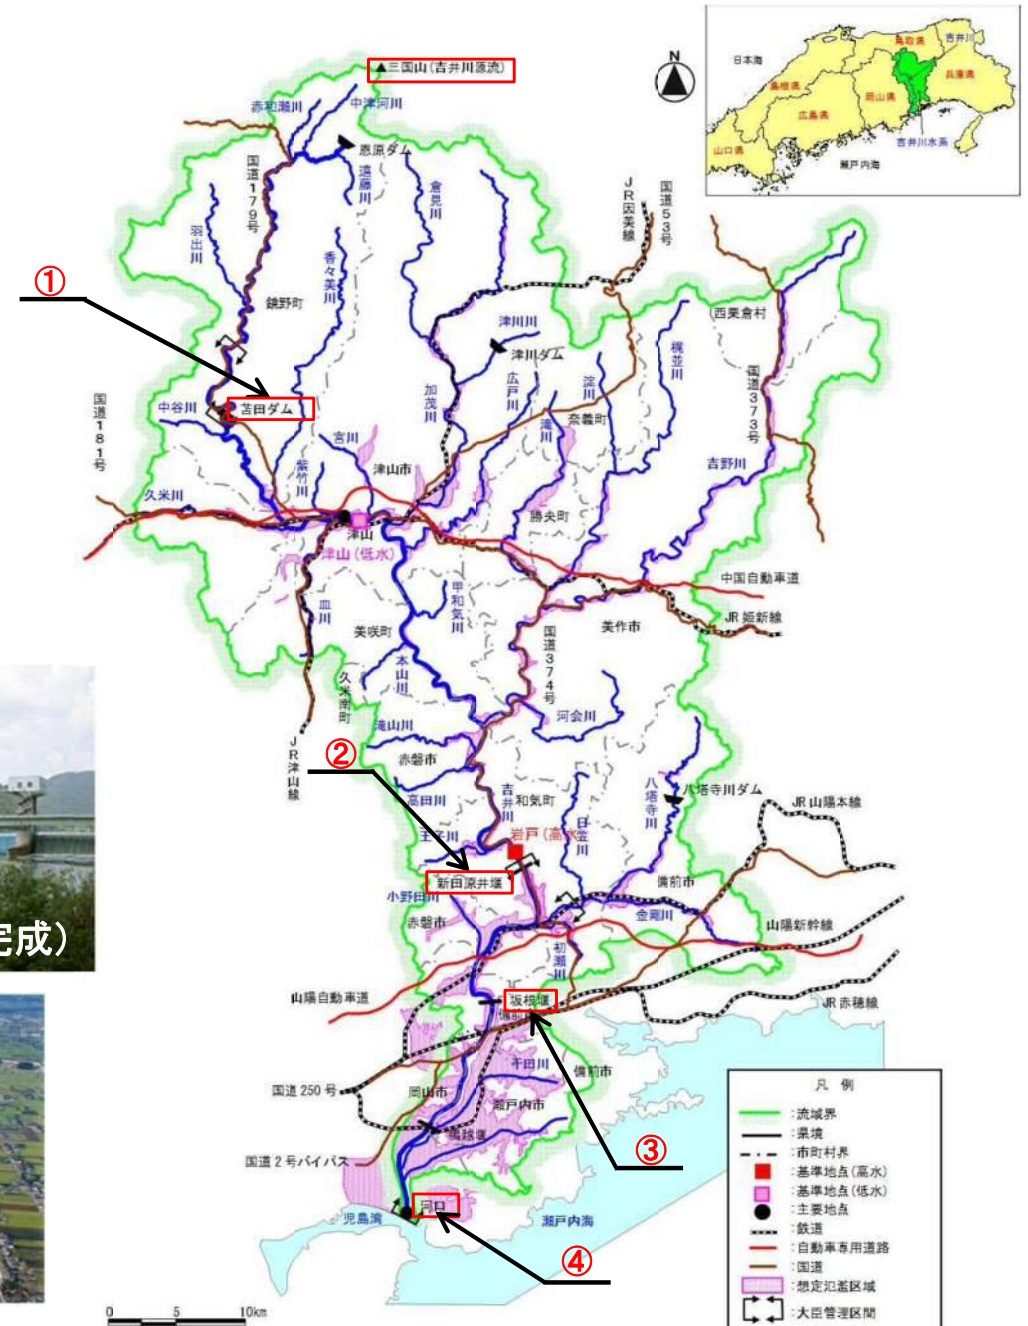 ▲三国山(吉井川源流)
N
日本海
鳥取県
吉井川
島根県
岡山県
兵庫県
広島県
山口県
吉井川水系
瀬戸内海
赤和瀬川
中津河川
恩原ダム
遠藤川
倉見川
国道179号
羽出川
香々美川
JR因美線
国道53号
①
鏡野町
津川川
津川ダム
西粟倉村
梶並川
加茂川
広戸川
淀川
国道373号
中谷川
苫田ダム
滝川
奈義町
国道181号
宮川
津山市
紫竹川
吉野川
久米川
勝央町
津山
津山(低水)
中国自動車道
皿川
美咲町
甲和気川
国道374号
美作市
JR姫新線
本山川
久米南町
滝山川
河会川
JR津山線
②
赤磐市
高田川
吉井川
和気町
日笠川
八塔寺川
八塔寺川ダム
JR山陽本線
王子川
岩戸(高水)
新田原井堰
小野田川
備前市
金剛川
赤磐市
山陽新幹線
初瀬川
完成)
山陽自動車道
坂根堰
JR赤穂線
備前
干田川
備前市
国道250号
岡山市
瀬戸内市
鴨越堰
国道2号バイパス
③
河口
児島湾
瀬戸内海
④
凡 例
:流域界
:県境
:市町村界
:基準地点(高水)
:基準地点(低水)
:主要地点
:鉄道
:自動車専用道路
:国道
:想定氾濫区域
:大臣管理区間
0 5 10km